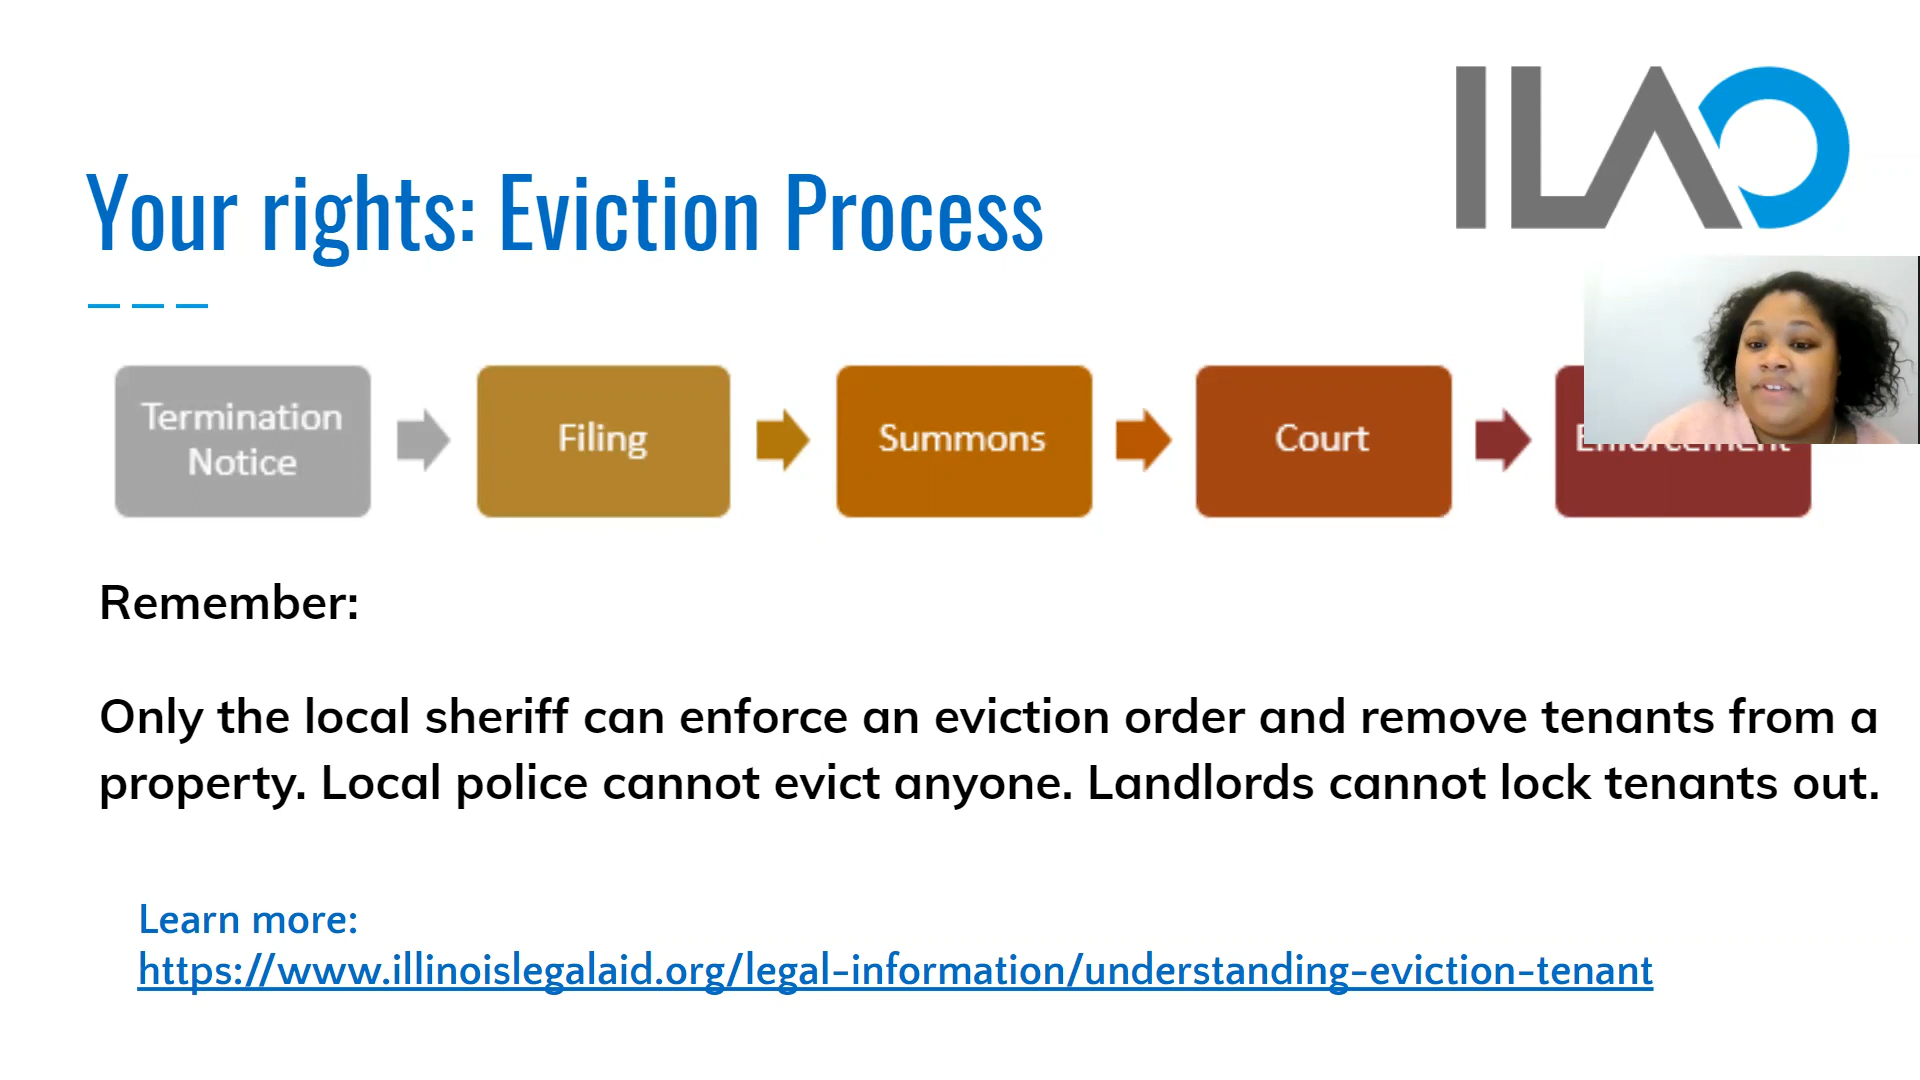 ILAO
Your rights: Eviction Process
Termination
Notice
Filing
Summons
Court
Enforcement
Remember:
Only the local sheriff can enforce an eviction order and remove tenants from a
property. Local police cannot evict anyone. Landlords cannot lock tenants out.
Learn more:
https://www.illinoislegalaid.org/legal-information/understanding-eviction-tenant